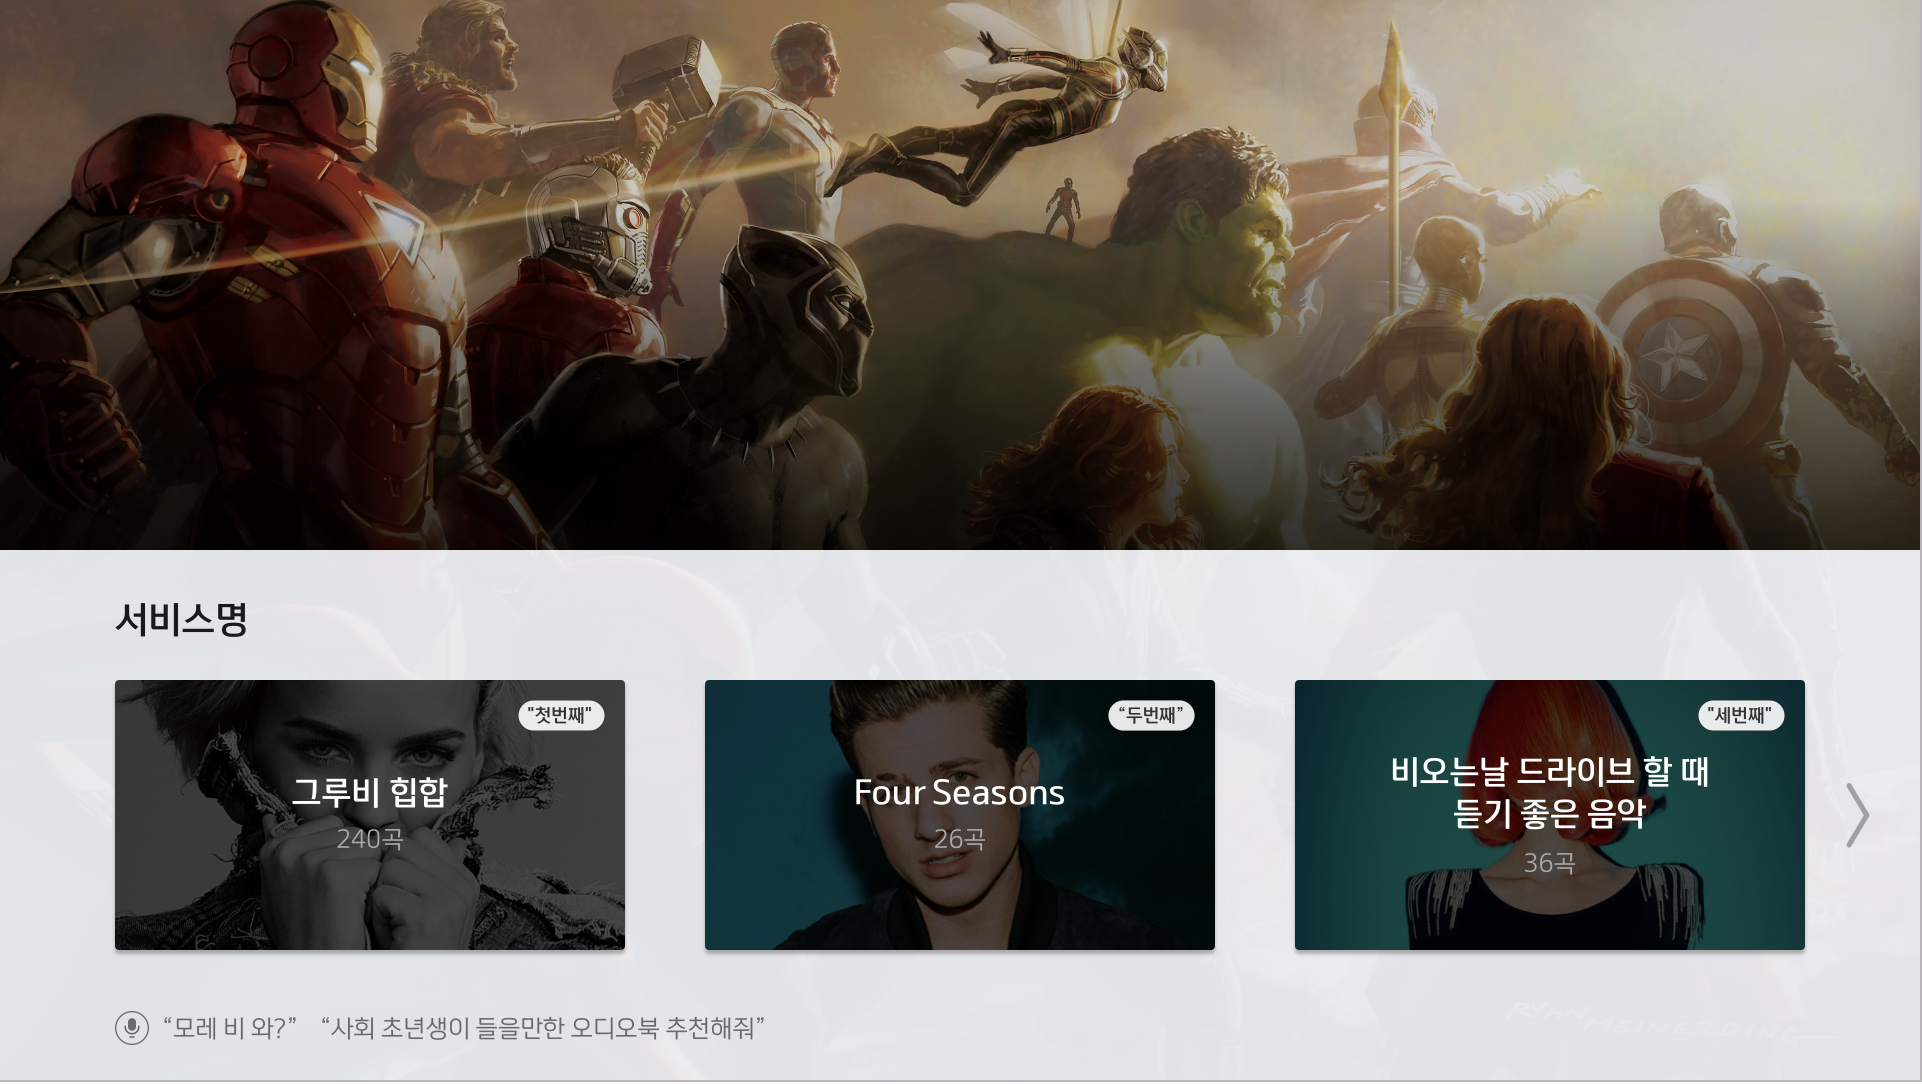 서비스명
"첫번째"
그루비 힙합
240곡
“두번째”
Four Seasons
26곡
"세번째"
비오는날 드라이브 할 때
듣기 좋은 음악
36곡
“모레 비 와?” “사회 초년생이 들을만한 오디오북 추천해줘”
RYAN MEINERDING